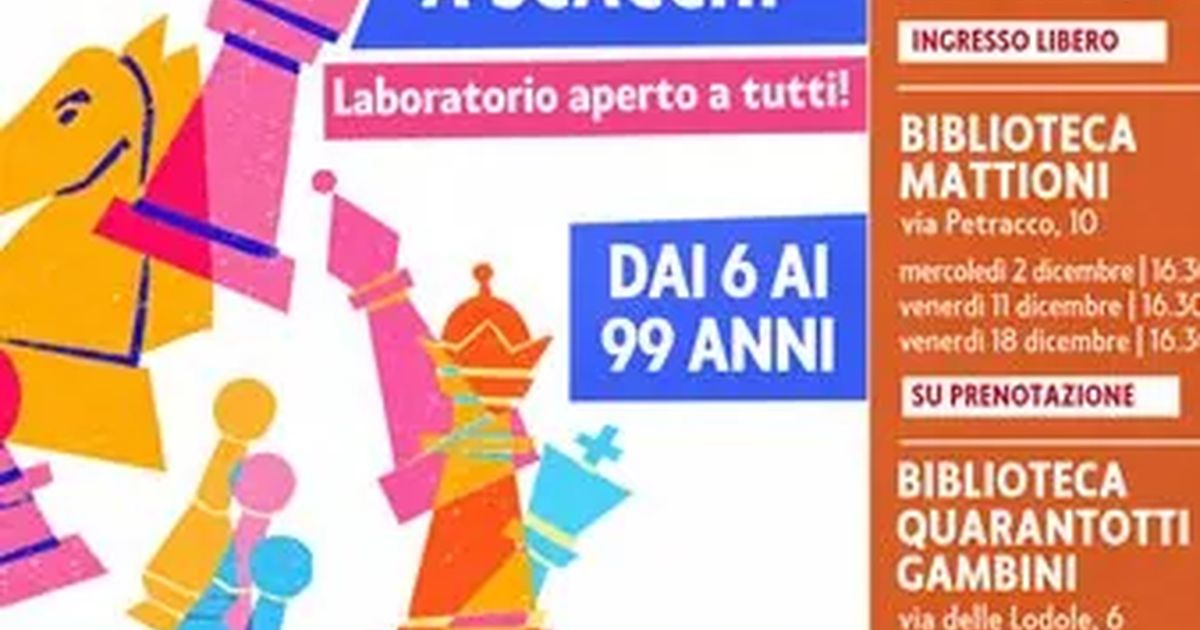 A SCACCHI
Laboratorio aperto a tutti!
DAI 6 AI
99 ANNI
INGRESSO LIBERO
BIBLIOTECA
MATTIONI
via Petracco, 10
mercoledì 2 dicembre | 16.3
venerdì 11 dicembre | 16.30
venerdì 18 dicembre | 16.3
SU PRENOTAZIONE
BIBLIOTECA
QUARANTOTTI
GAMBINI
via delle Lodole, 6